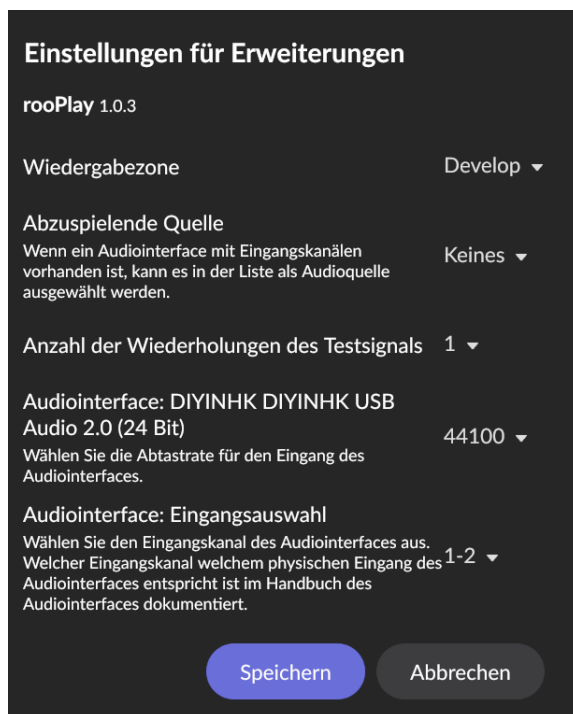 Einstellungen für Erweiterungen
rooPlay 1.0.3
Wiedergabezone
Develop
Abzuspielende Quelle
Wenn ein Audiointerface mit Eingangskanälen
vorhanden ist, kann es in der Liste als Audioquelle
ausgewählt werden.
Keines
Anzahl der Wiederholungen des Testsignals
1
Audiointerface: DIYINHK DIYINHK USB
Audio 2.0 (24 Bit)
Wählen Sie die Abtastrate für den Eingang des
Audiointerfaces.
44100
Audiointerface: Eingangsauswahl
Wählen Sie den Eingangskanal des Audiointerfaces aus.
Welcher Eingangskanal welchem physischen Eingang des
Audiointerfaces entspricht ist im Handbuch des
Audiointerfaces dokumentiert.
1-2
Speichern
Abbrechen